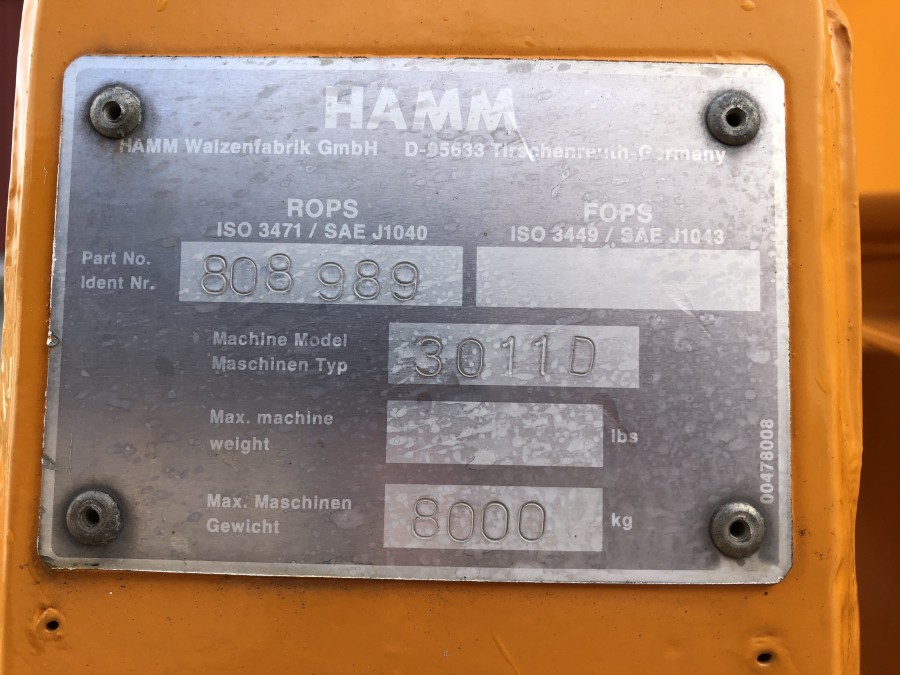 HAMM
HAMM Walzenfabrik GmbH D-95633 Tirschenreuth-Germany
ROPS
ISO 3471 / SAE J1040
FOPS
ISO 3449 / SAE J1043
Part No.
Ident Nr.
808 989
Machine Model
Maschinen Typ
3011D
Max. machine
weight
lbs
Max. Maschinen
Gewicht
8000
kg
00478008